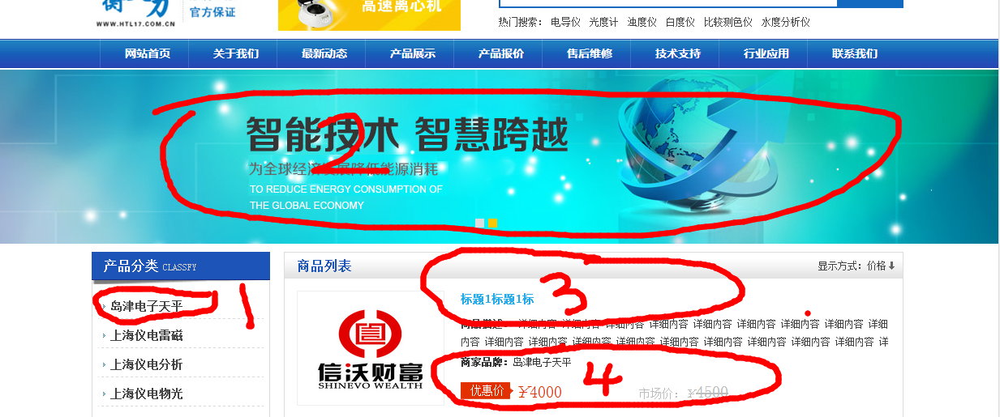 官方保证
WWW.HTL17.COM.CN
高速离心机
热门搜索： 电导仪 光度计 浊度仪 白度仪 比较测色仪 水度分析仪
网站首页 关于我们 最新动态 产品展示 产品报价 售后维修 技术支持 行业应用 联系我们
智能技术 智慧跨越
2
为全球经济发展降低能源消耗
TO REDUCE ENERGY CONSUMPTION OF
THE GLOBAL ECONOMY
产品分类 CLASSFY
岛津电子天平
1
上海仪电雷磁
上海仪电分析
上海仪电物光
商品列表
显示方式：价格
标题1标题1标
3
商品描述： 详细内容 详细内容 详细内容 详细内容 详细内容 详细内容 详细内容 详细内容 详细
内容 详细内容 详细内容 详细内容 详细内容 详细内容 详细内容 详细内容 详细内容 详
商家品牌：岛津电子天平
4
优惠价 ¥4000 市场价： ¥4500
信沃财富
SHINEVO WEALTH